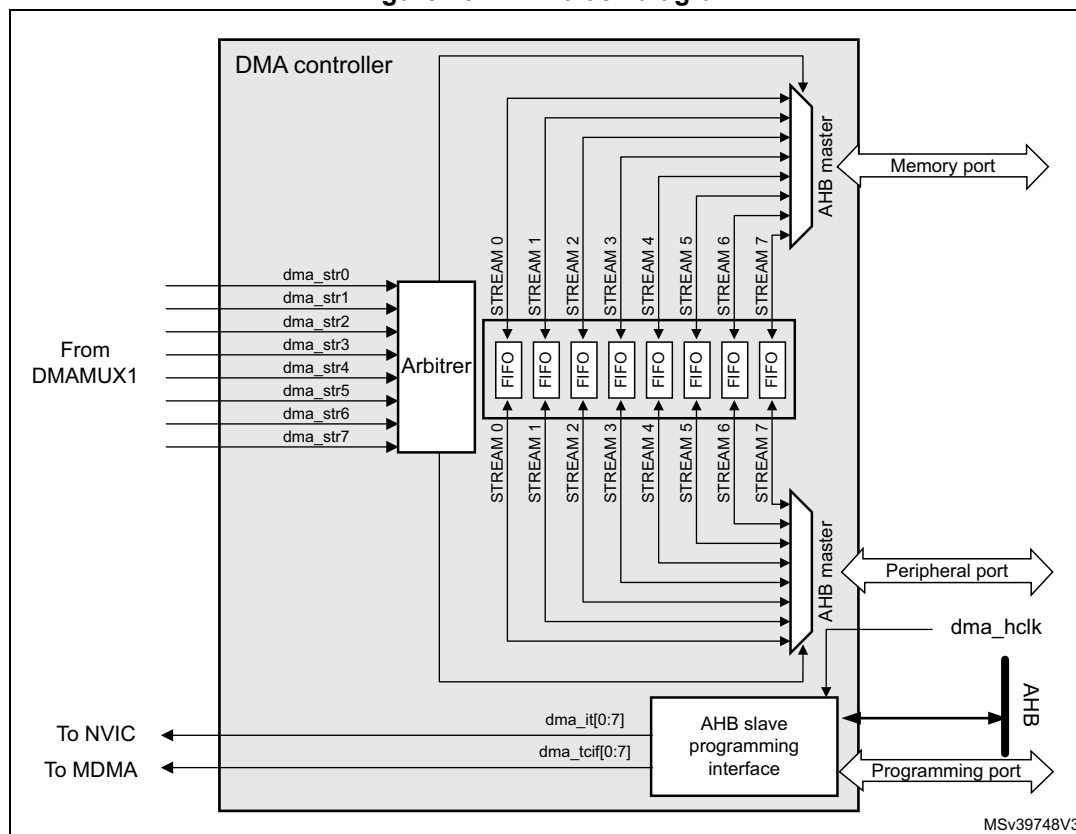 DMA controller
AHB master
Memory port
STREAM 0
STREAM 1
STREAM 2
STREAM 3
STREAM 4
STREAM 5
STREAM 6
STREAM 7
dma_str0
dma_str1
dma_str2
dma_str3
dma_str4
dma_str5
dma_str6
dma_str7
From
DMAMUX1
Arbitrer
FIFO
FIFO
FIFO
FIFO
FIFO
FIFO
FIFO
FIFO
STREAM 0
STREAM 1
STREAM 2
STREAM 3
STREAM 4
STREAM 5
STREAM 6
STREAM 7
AHB master
Peripheral port
dma_hclk
AHB
To NVIC
dma_it[0:7]
To MDMA
dma_tcif[0:7]
AHB slave
programming
interface
Programming port
MSv39748V3